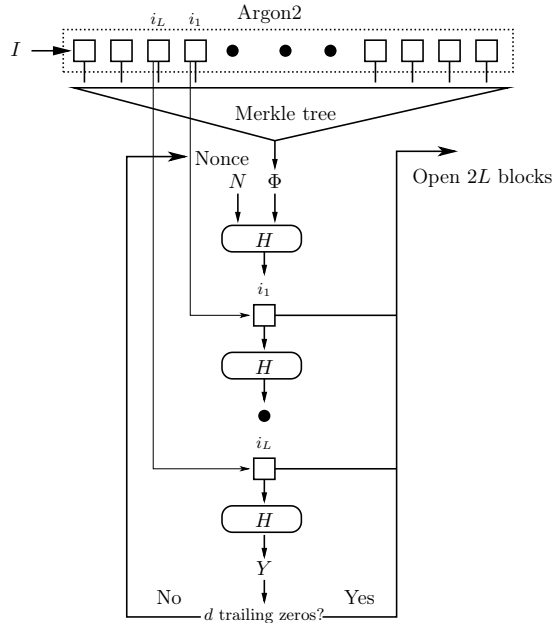 Argon2
i_L i_1
I
Merkle tree
Nonce
Open 2L blocks
N Φ
H
i_1
H
i_L
H
Y
No Yes
d trailing zeros?